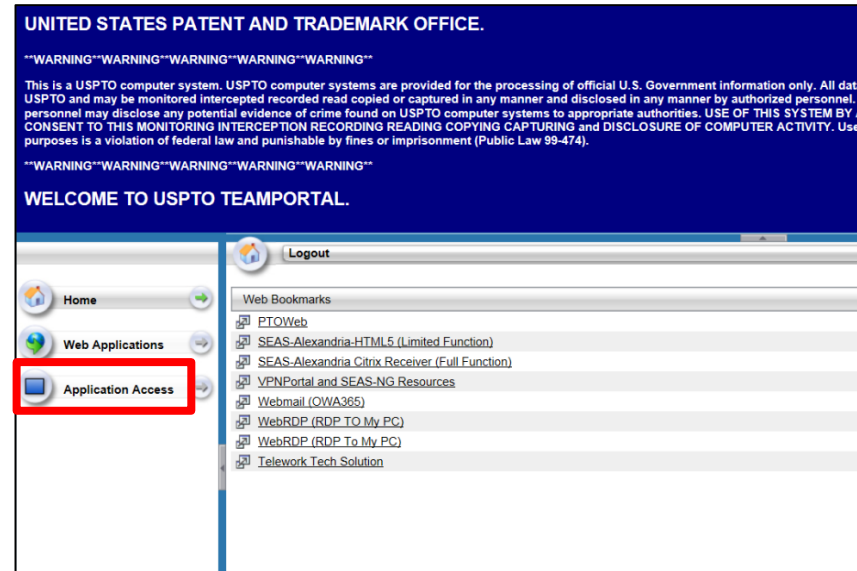 UNITED STATES PATENT AND TRADEMARK OFFICE.
**WARNING**WARNING**WARNING**WARNING**WARNING**
This is a USPTO computer system. USPTO computer systems are provided for the processing of official U.S. Government information only. All dat
USPTO and may be monitored intercepted recorded read copied or captured in any manner and disclosed in any manner by authorized personnel.
personnel may disclose any potential evidence of crime found on USPTO computer systems to appropriate authorities. USE OF THIS SYSTEM BY
CONSENT TO THIS MONITORING INTERCEPTION RECORDING READING COPYING CAPTURING and DISCLOSURE OF COMPUTER ACTIVITY. Use
purposes is a violation of federal law and punishable by fines or imprisonment (Public Law 99-474).
**WARNING**WARNING**WARNING**WARNING**WARNING**
WELCOME TO USPTO TEAMPORTAL.
Logout
Home
Web Applications
Application Access
Web Bookmarks
PTOWeb
SEAS-Alexandria-HTML5 (Limited Function)
SEAS-Alexandria Citrix Receiver (Full Function)
VPNPortal and SEAS-NG Resources
Webmail (OWA365)
WebRDP (RDP TO My PC)
WebRDP (RDP To My PC)
Telework Tech Solution